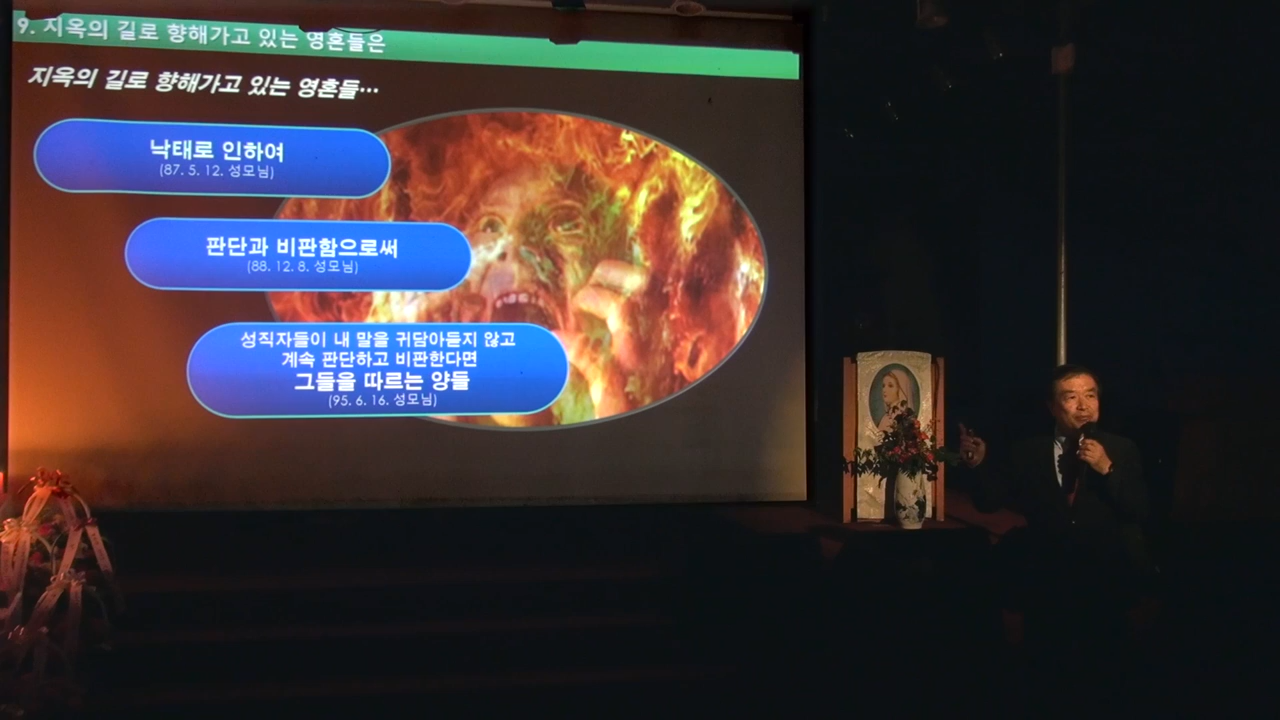 9. 지옥의 길로 향해가고 있는 영혼들은
지옥의 길로 향해가고 있는 영혼들…
낙태로 인하여
(87. 5. 12. 성모님)
판단과 비판함으로써
(88. 12. 8. 성모님)
성직자들이 내 말을 귀담아듣지 않고
계속 판단하고 비판한다면
그들을 따르는 양들
(95. 6. 16. 성모님)